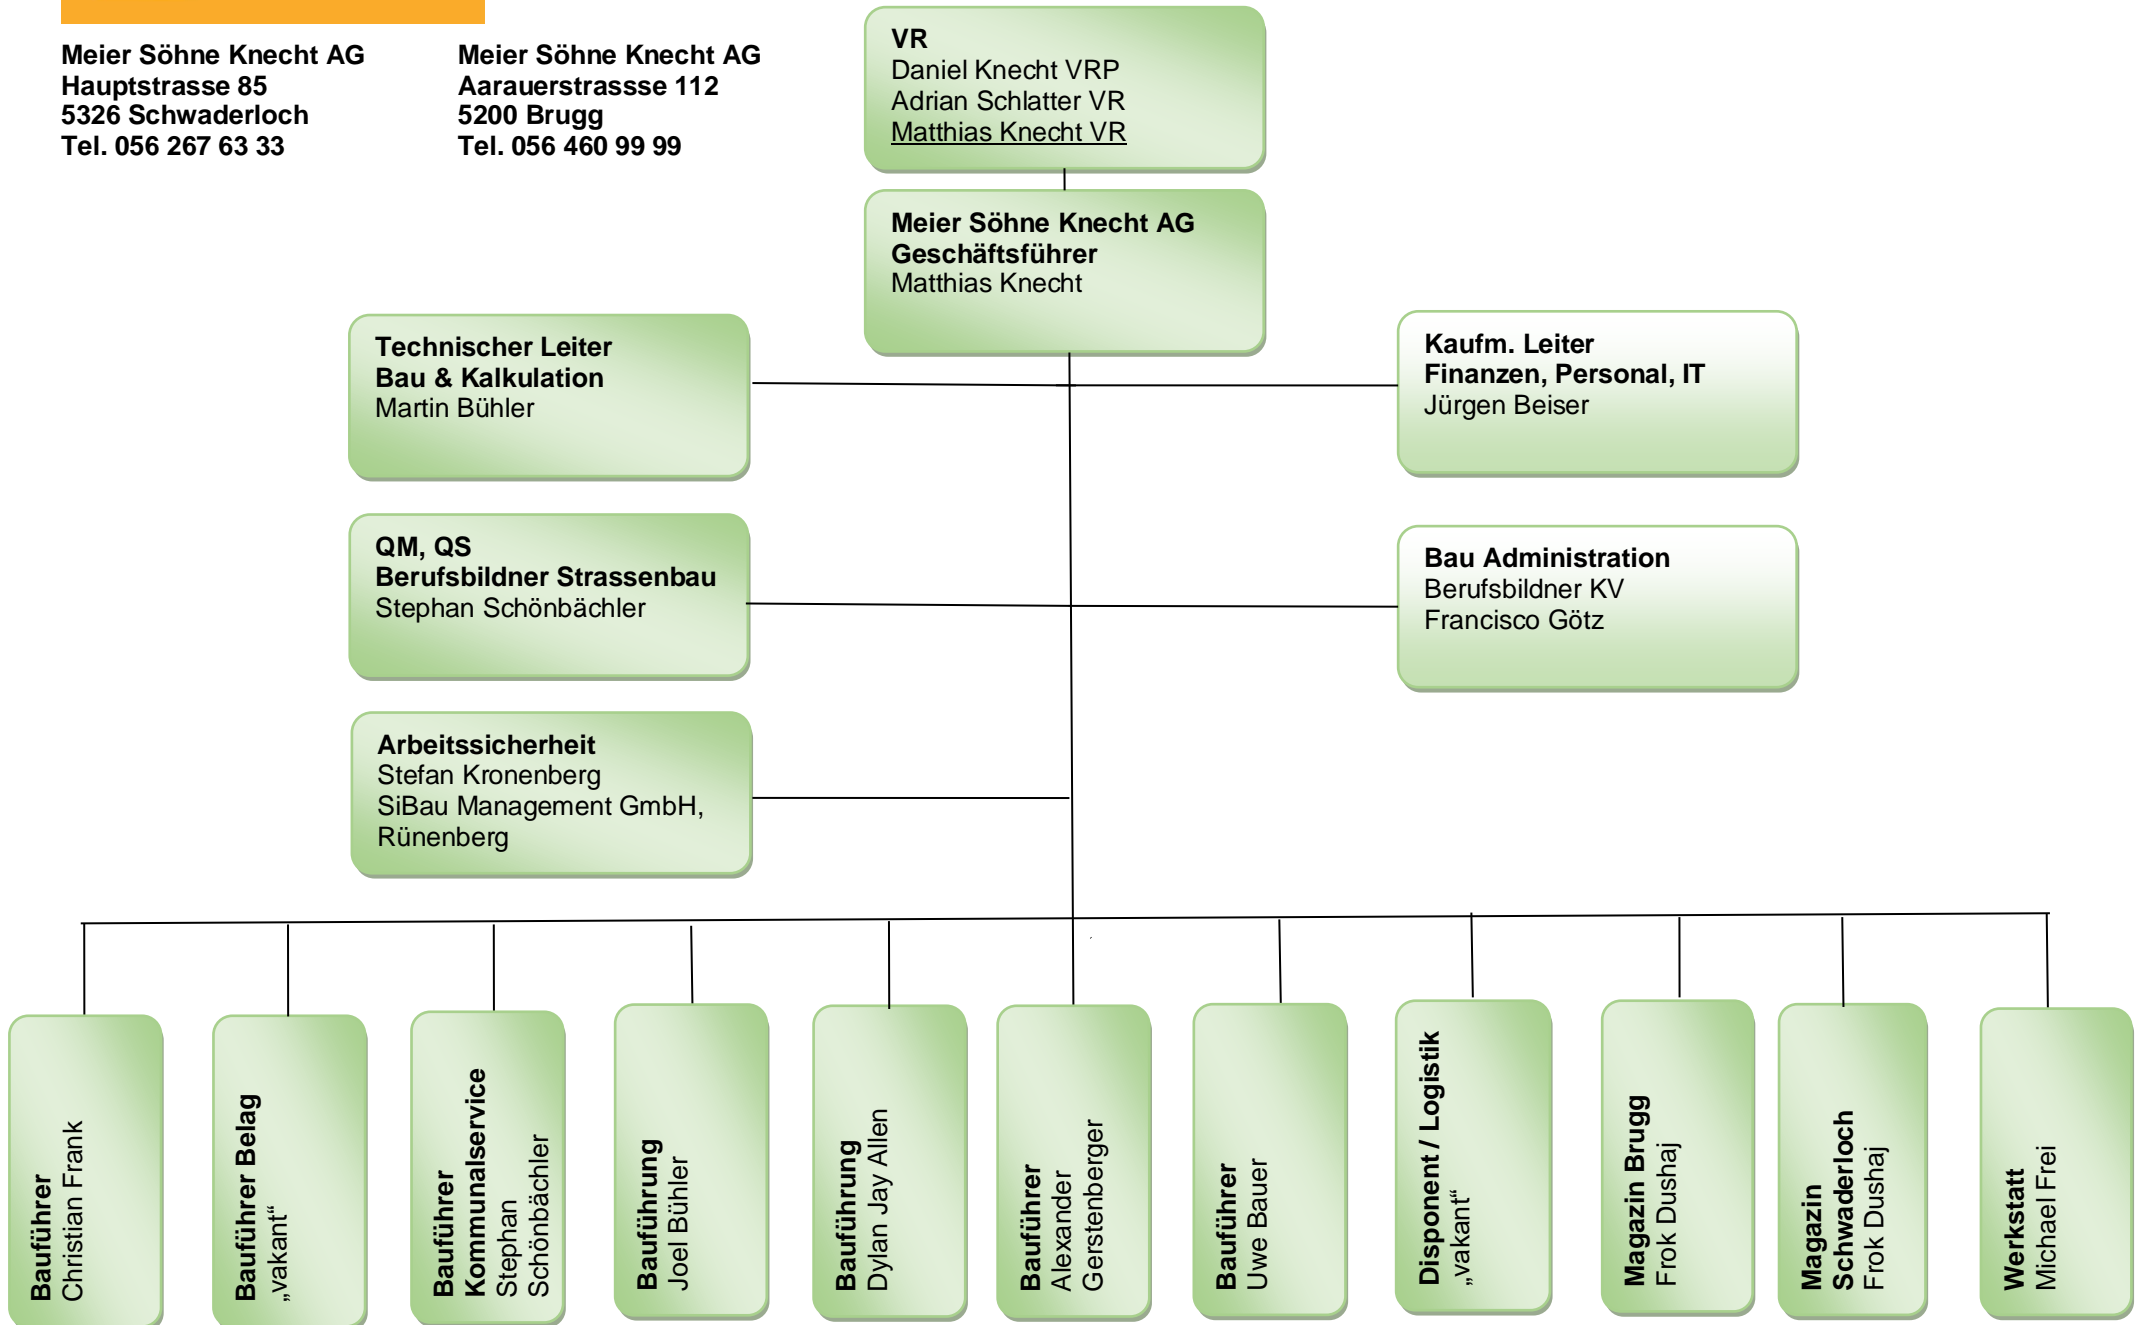 Meier Söhne Knecht AG
Hauptstrasse 85
5326 Schwaderloch
Tel. 056 267 63 33
Meier Söhne Knecht AG
Aarauerstrassse 112
5200 Brugg
Tel. 056 460 99 99
VR
Daniel Knecht VRP
Adrian Schlatter VR
Matthias Knecht VR
Meier Söhne Knecht AG
Geschäftsführer
Matthias Knecht
Technischer Leiter
Bau & Kalkulation
Martin Bühler
Kaufm. Leiter
Finanzen, Personal, IT
Jürgen Beiser
QM, QS
Berufsbildner Strassenbau
Stephan Schönbächler
Bau Administration
Berufsbildner KV
Francisco Götz
Arbeitssicherheit
Stefan Kronenberg
SiBau Management GmbH,
Rünenberg
Bauführer
Christian Frank
Bauführer Belag
„vakant“
Bauführer
Kommunalservice
Stephan
Schönbächler
Bauführung
Joel Bühler
Bauführung
Dylan Jay Allen
Bauführer
Alexander
Gerstenberger
Bauführer
Uwe Bauer
Disponent / Logistik
„vakant“
Magazin Brugg
Frok Dushaj
Magazin
Schwaderloch
Frok Dushaj
Werkstatt
Michael Frei